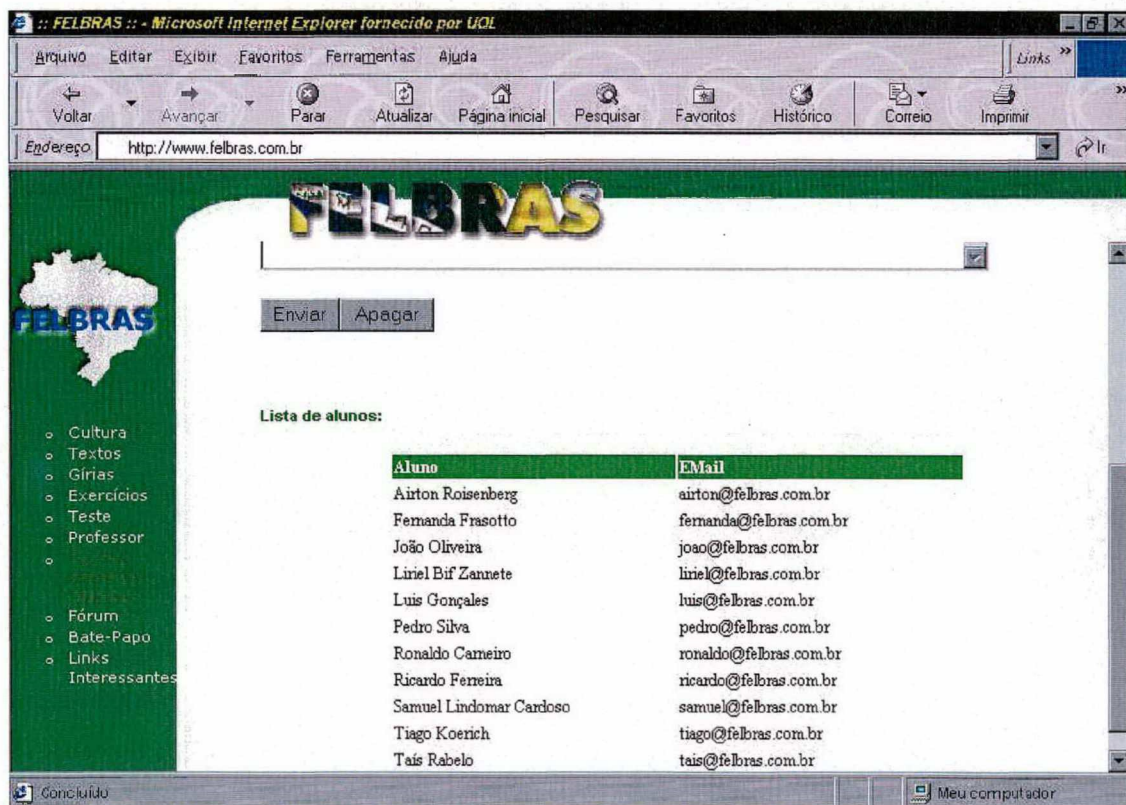 :: FELBRAS :: - Microsoft Internet Explorer fornecido por UOL
Arquivo Editar Exibir Favoritos Ferramentas Ajuda Links »
Voltar Avançar Parar Atualizar Página inicial Pesquisar Favoritos Histórico Correio Imprimir »
Endereço http://www.felbras.com.br Ir
FELBRAS
FELBRAS
Enviar Apagar
Lista de alunos:
Cultura
Textos
Gírias
Exercícios
Teste
Professor
Fórum
Bate-Papo
Links
Interessantes
Aluno EMail
Airton Roisenberg airton@felbras.com.br
Fernanda Frasotto fernanda@felbras.com.br
João Oliveira joao@felbras.com.br
Liriel Bif Zannete liriel@felbras.com.br
Luis Gonçales luis@felbras.com.br
Pedro Silva pedro@felbras.com.br
Ronaldo Carneiro ronaldo@felbras.com.br
Ricardo Ferreira ricardo@felbras.com.br
Samuel Lindomar Cardoso samuel@felbras.com.br
Tiago Koerich tiago@felbras.com.br
Taís Rabelo tais@felbras.com.br
Concluído Meu computador